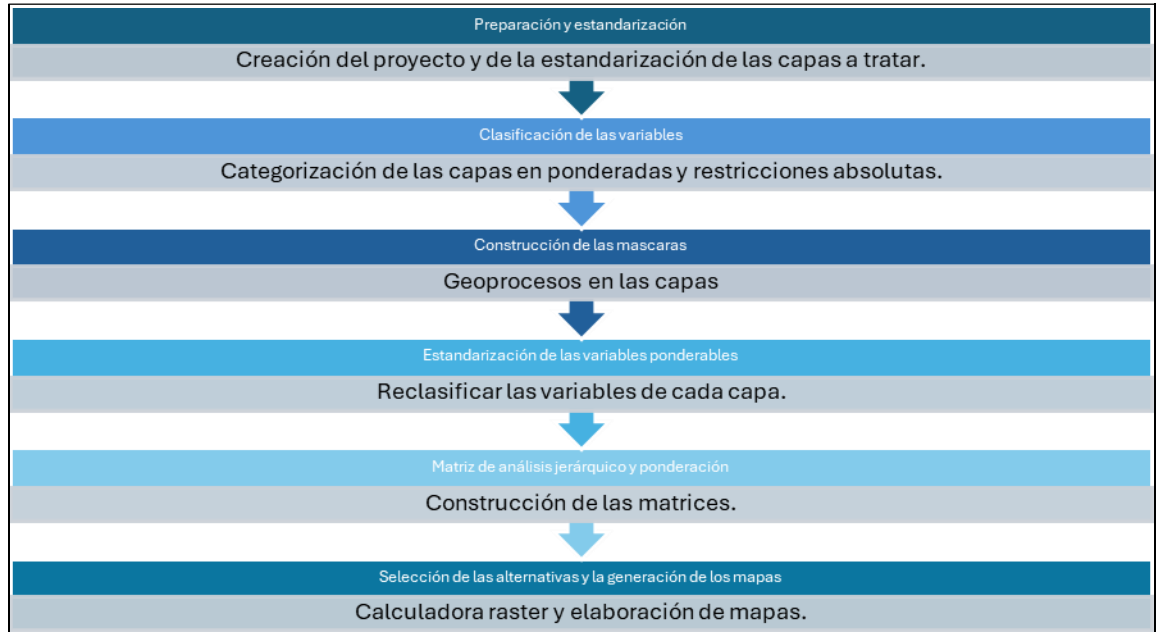 Preparación y estandarización
Creación del proyecto y de la estandarización de las capas a tratar.
Clasificación de las variables
Categorización de las capas en ponderadas y restricciones absolutas.
Construcción de las mascaras
Geoprocesos en las capas
Estandarización de las variables ponderables
Reclasificar las variables de cada capa.
Matriz de análisis jerárquico y ponderación
Construcción de las matrices.
Selección de las alternativas y la generación de los mapas
Calculadora raster y elaboración de mapas.